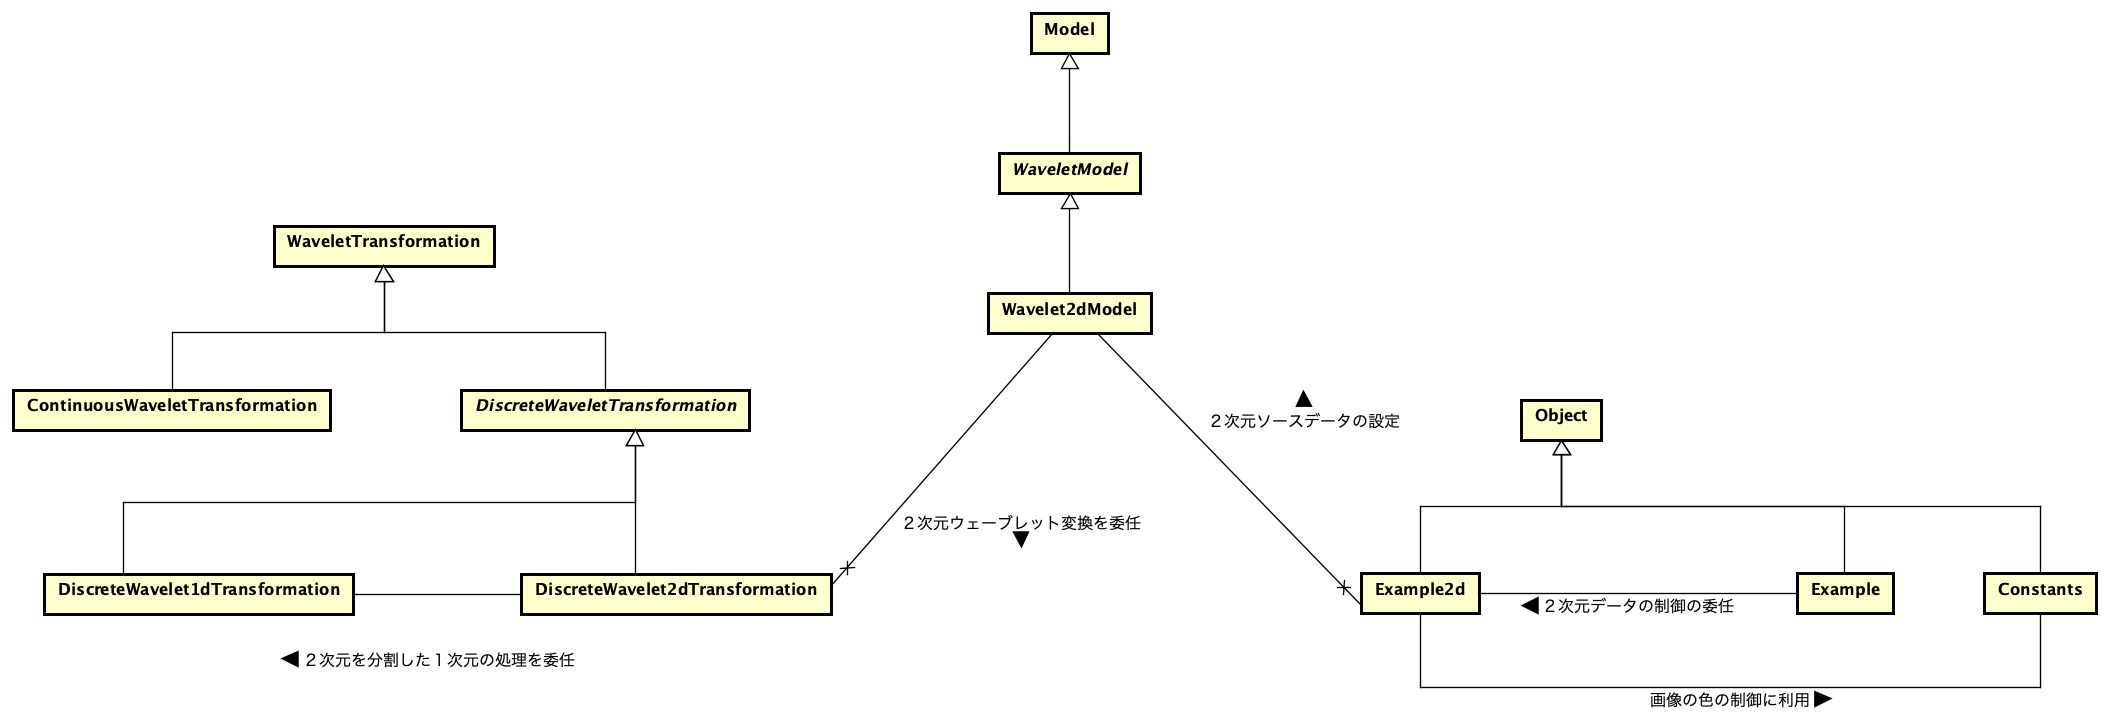 Model
WaveletModel
WaveletTransformation
Wavelet2dModel
ContinuousWaveletTransformation
DiscreteWaveletTransformation
２次元ソースデータの設定
Object
２次元ウェーブレット変換を委任
DiscreteWavelet1dTransformation
DiscreteWavelet2dTransformation
Example2d
Example
Constants
２次元データの制御の委任
２次元を分割した１次元の処理を委任
画像の色の制御に利用